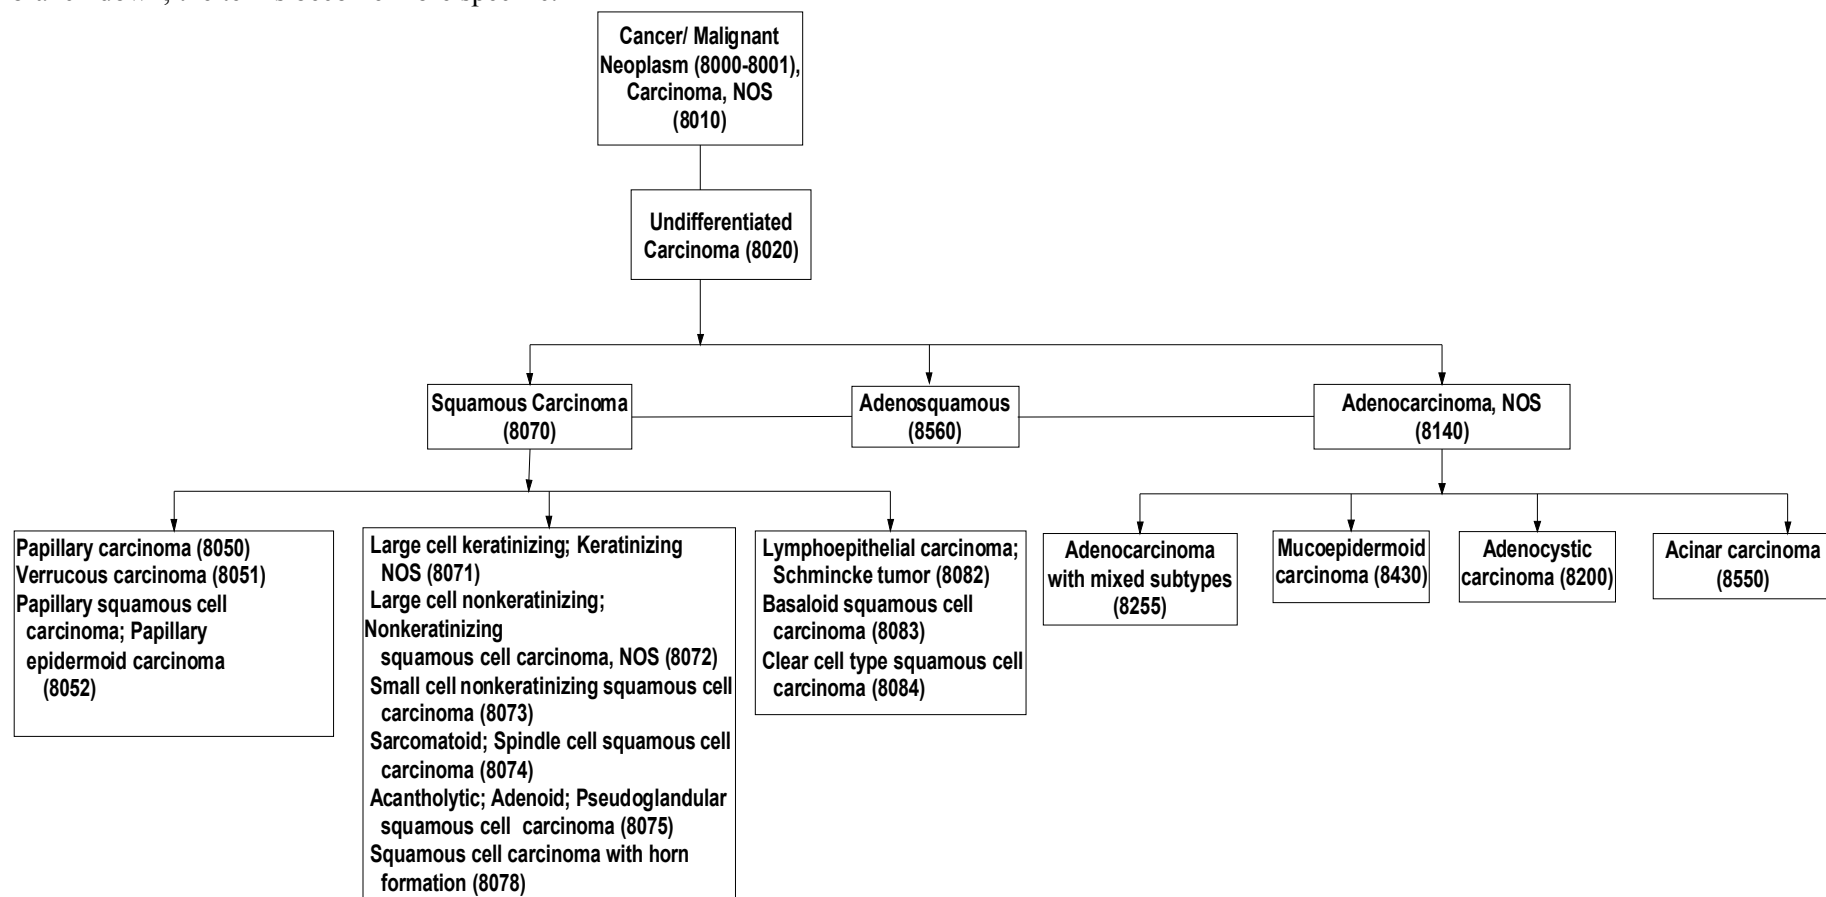 Cancer/ Malignant
Neoplasm (8000-8001),
Carcinoma, NOS
(8010)
Undifferentiated
Carcinoma (8020)
Squamous Carcinoma
(8070)
Adenosquamous
(8560)
Adenocarcinoma, NOS
(8140)
Papillary carcinoma (8050)
Verrucous carcinoma (8051)
Papillary squamous cell
carcinoma; Papillary
epidermoid carcinoma
(8052)
Large cell keratinizing; Keratinizing
NOS (8071)
Large cell nonkeratinizing;
Nonkeratinizing
squamous cell carcinoma, NOS (8072)
Small cell nonkeratinizing squamous cell
carcinoma (8073)
Sarcomatoid; Spindle cell squamous cell
carcinoma (8074)
Acantholytic; Adenoid; Pseudoglandular
squamous cell carcinoma (8075)
Squamous cell carcinoma with horn
formation (8078)
Lymphoepithelial carcinoma;
Schmincke tumor (8082)
Basaloid squamous cell
carcinoma (8083)
Clear cell type squamous cell
carcinoma (8084)
Adenocarcinoma
with mixed subtypes
(8255)
Mucoepidermoid
carcinoma (8430)
Adenocystic
carcinoma (8200)
Acinar carcinoma
(8550)